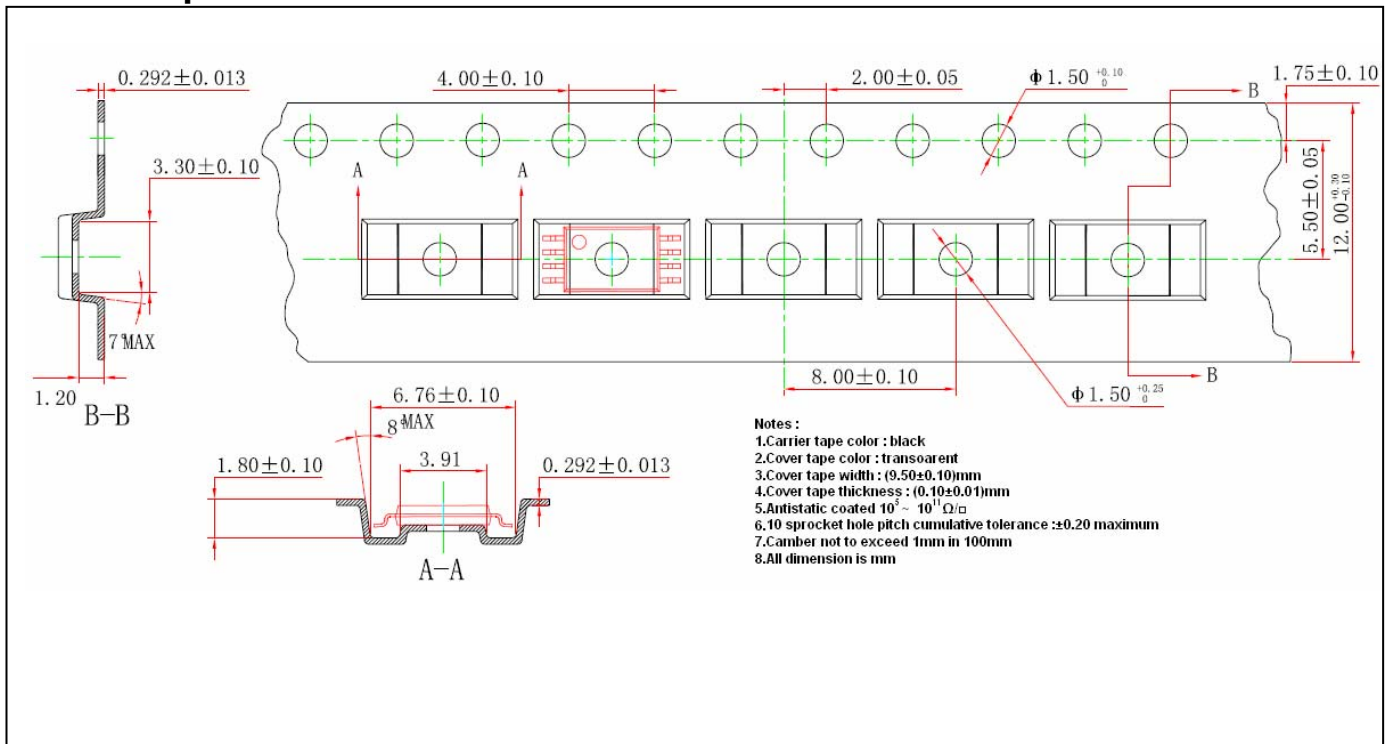 0.292±0.013
4.00±0.10
2.00±0.05
ϕ1.50 +0.10 0
1.75±0.10
B
3.30±0.10
A
A
5.50±0.05
12.00 +0.30 -0.10
7°MAX
1.20
B-B
8.00±0.10
ϕ1.50 +0.25 0
B
6.76±0.10
8°MAX
1.80±0.10
3.91
0.292±0.013
A-A
Notes :
1.Carrier tape color : black
2.Cover tape color : transoarent
3.Cover tape width : (9.50±0.10)mm
4.Cover tape thickness : (0.10±0.01)mm
5.Antistatic coated 10⁵ ~ 10¹¹ Ω/□
6.10 sprocket hole pitch cumulative tolerance :±0.20 maximum
7.Camber not to exceed 1mm in 100mm
8.All dimension is mm